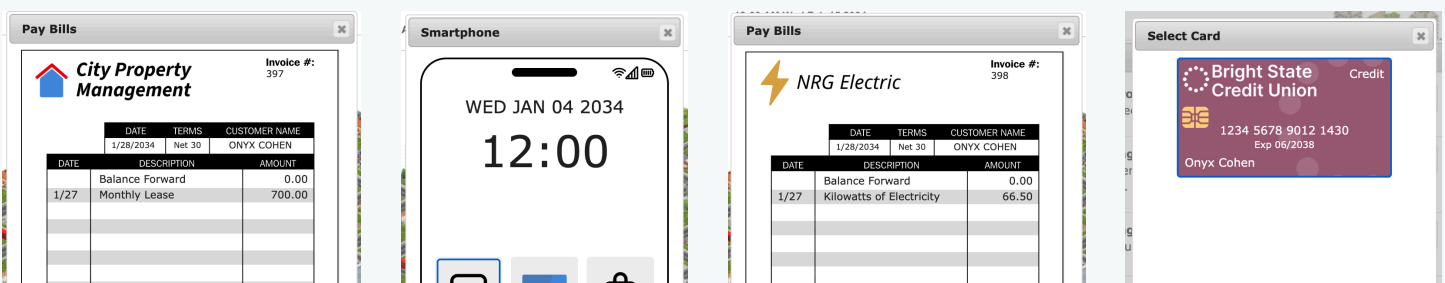 Pay Bills
City Property
Management
Invoice #:
397
DATE TERMS CUSTOMER NAME
1/28/2034 Net 30 ONYX COHEN
DATE DESCRIPTION AMOUNT
Balance Forward 0.00
1/27 Monthly Lease 700.00
Smartphone
WED JAN 04 2034
12:00
Pay Bills
NRG Electric
Invoice #:
398
DATE TERMS CUSTOMER NAME
1/28/2034 Net 30 ONYX COHEN
DATE DESCRIPTION AMOUNT
Balance Forward 0.00
1/27 Kilowatts of Electricity 66.50
Select Card
Bright State
Credit Union
Credit
1234 5678 9012 1430
Exp 06/2038
Onyx Cohen